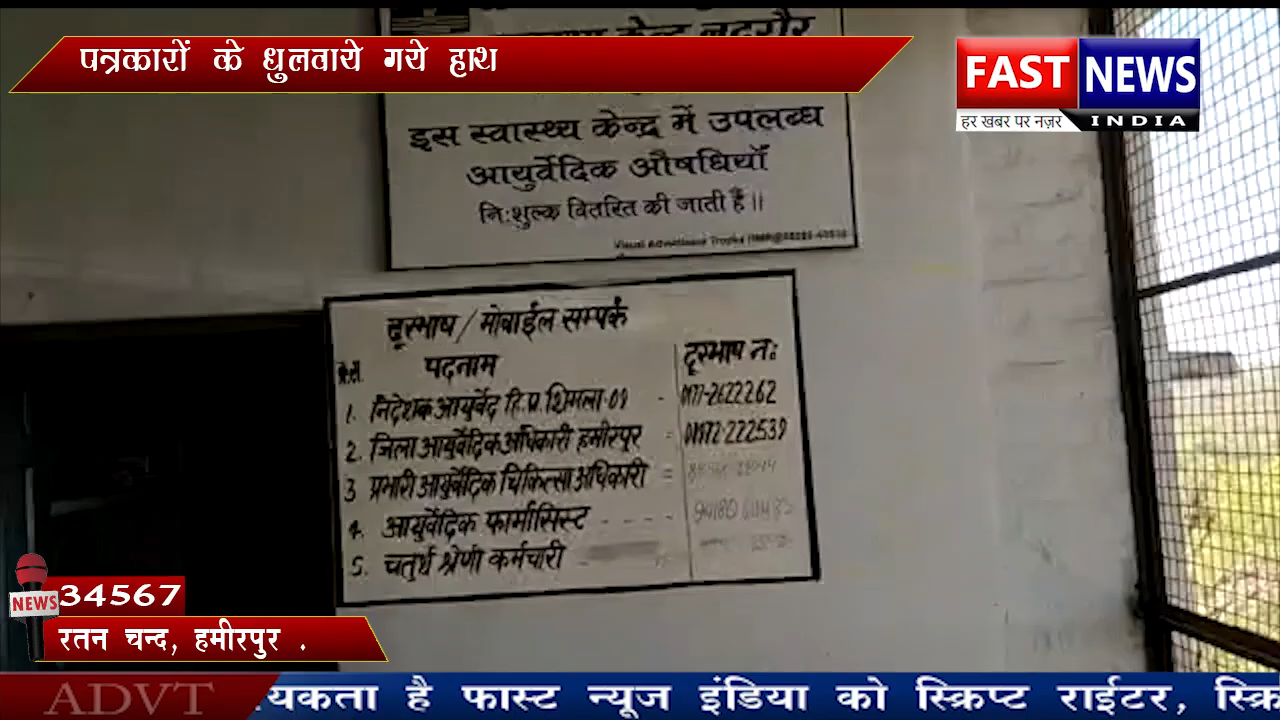 पत्रकारों के धुलवाये गये हाथ
FAST NEWS
हर खबर पर नज़र INDIA
इस स्वास्थ्य केन्द्र में उपलब्ध
आयुर्वेदिक औषधियाँ
नि:शुल्क वितरित की जाती हैं॥
दूरभाष / मोबाईल सम्पर्क
क्र.सं. पदनाम दूरभाष न:
1. निदेशक आयुर्वेद हि.प्र. शिमला-09 - 0177-2622262
2. जिला आयुर्वैदिक अधिकारी हमीरपुर = 01972-222539
3 प्रभारी आयुर्वेदिक चिकित्सा अधिकारी =
4. आयुर्वेदिक फार्मासिस्ट - - - -
5. चतुर्थ श्रेणी कर्मचारी -
NEWS
34567
रतन चन्द, हमीरपुर .
ADVT यकता है फास्ट न्यूज इंडिया को स्क्रिप्ट राईटर, स्क्रि